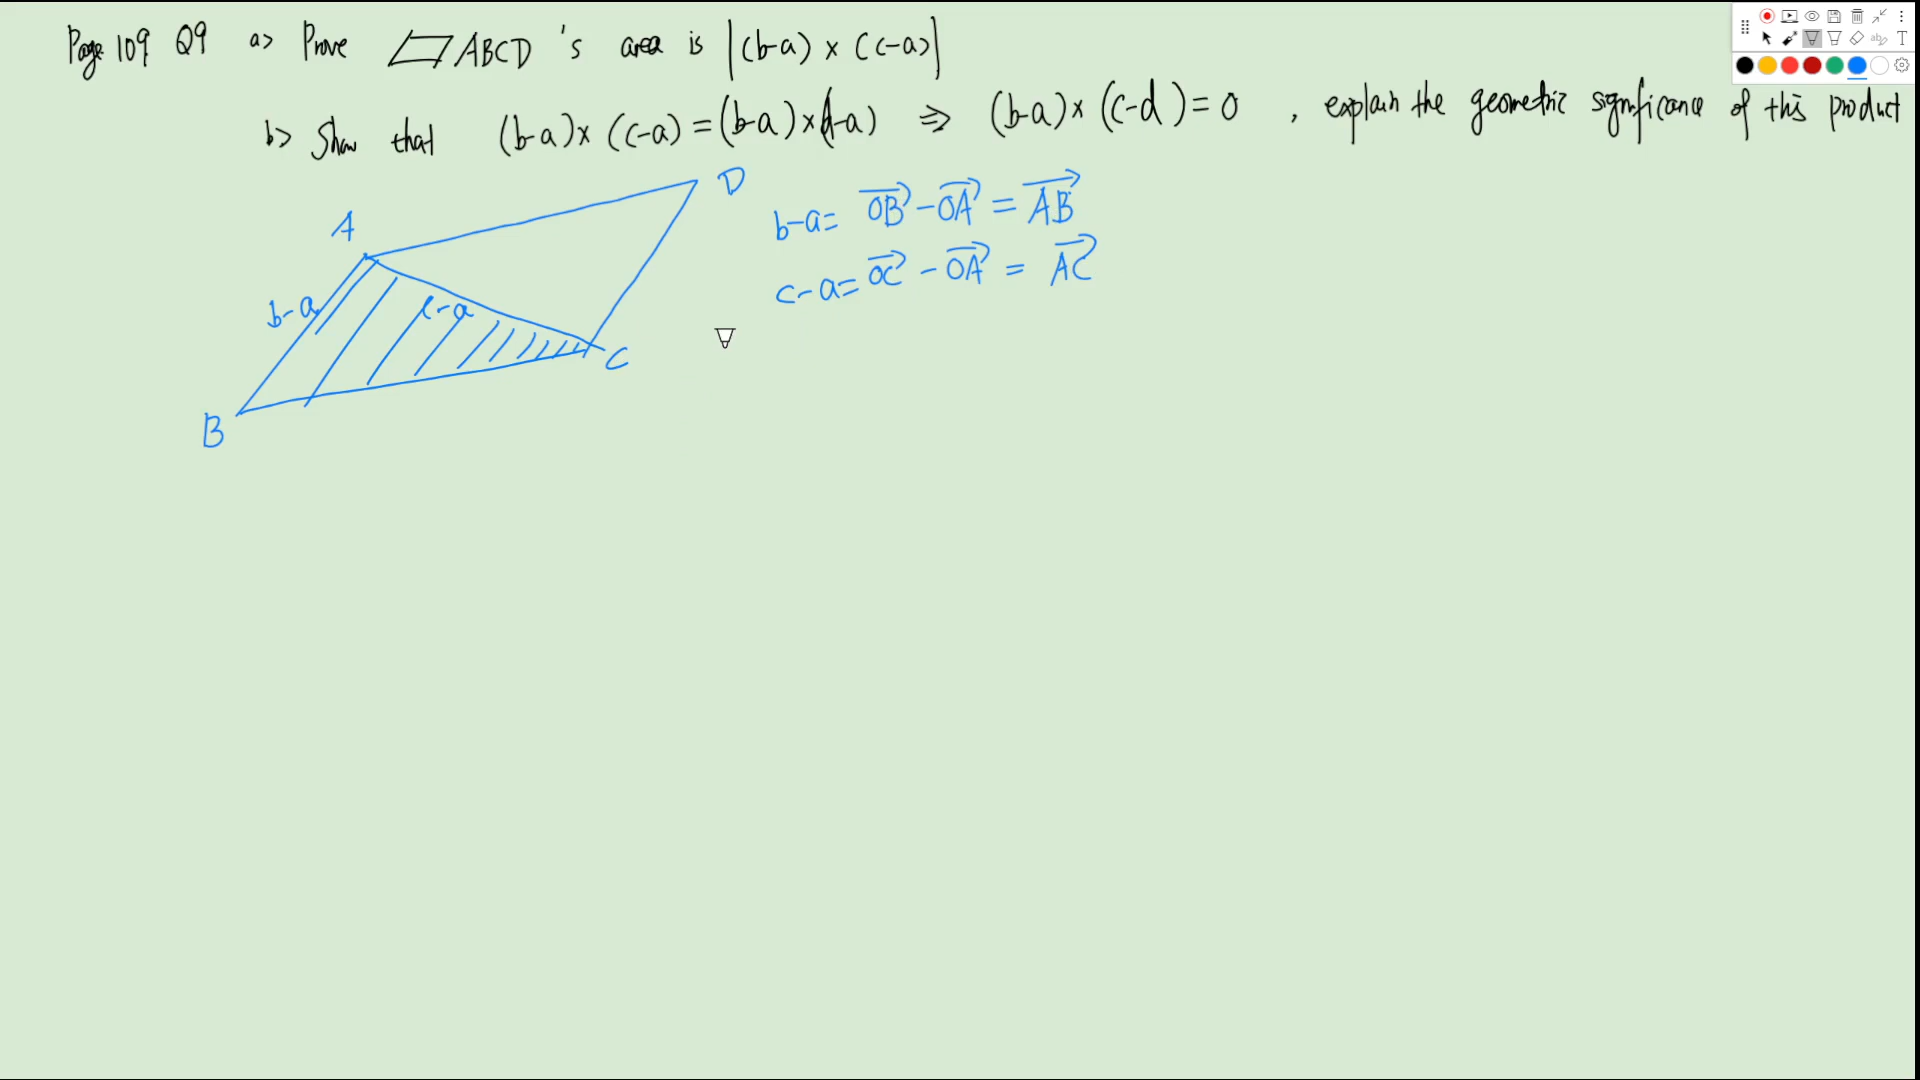 Page 109 Q9 a> Prove ▱ABCD 's area is |(b-a) × (c-a)|
b> Show that (b-a)× (c-a) = (b-a)×(d-a) ⇒ (b-a)× (c-d) = 0 , explain the geometric significance of this product
D
A
b-a= OB⃗ - OA⃗ = AB⃗
c-a= OC⃗ - OA⃗ = AC⃗
b-a
c-a
C
B